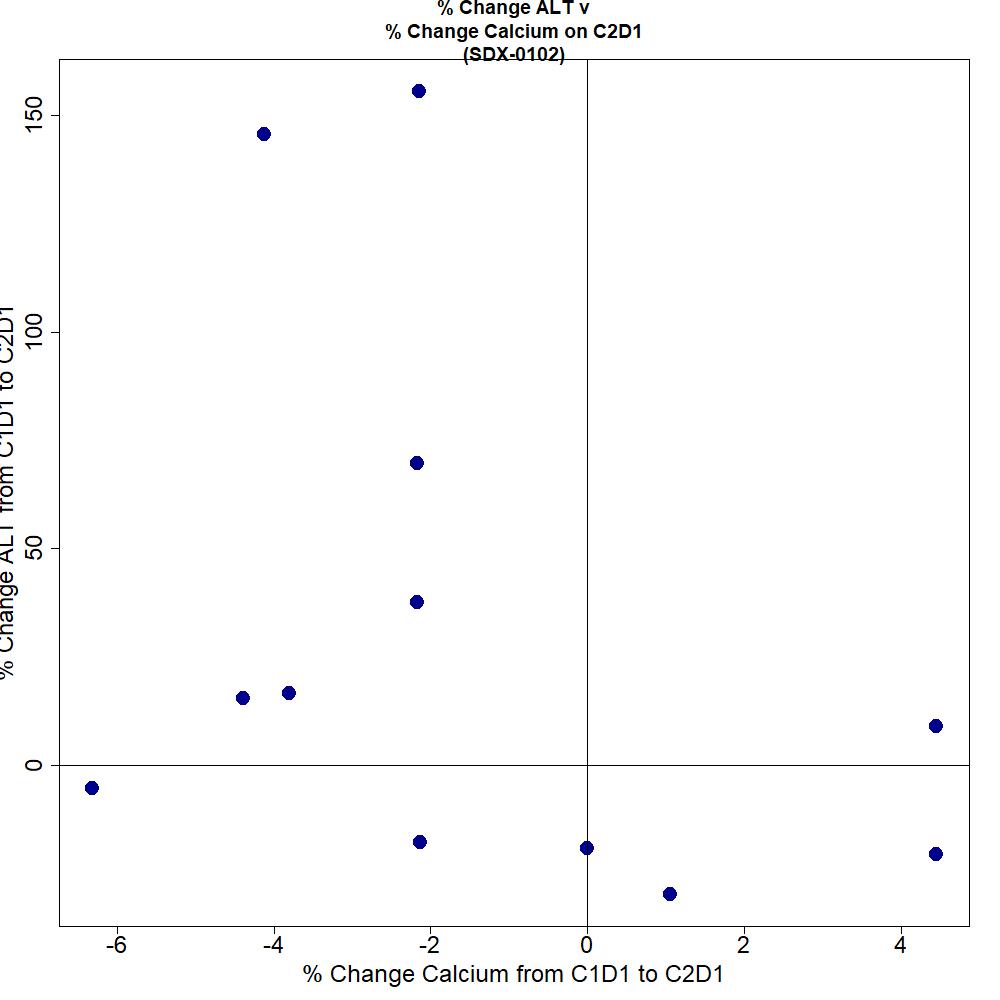 % Change ALT v
% Change Calcium on C2D1
(SDX-0102)
% Change ALT from C1D1 to C2D1
150
100
50
0
-6
-4
-2
0
2
4
% Change Calcium from C1D1 to C2D1